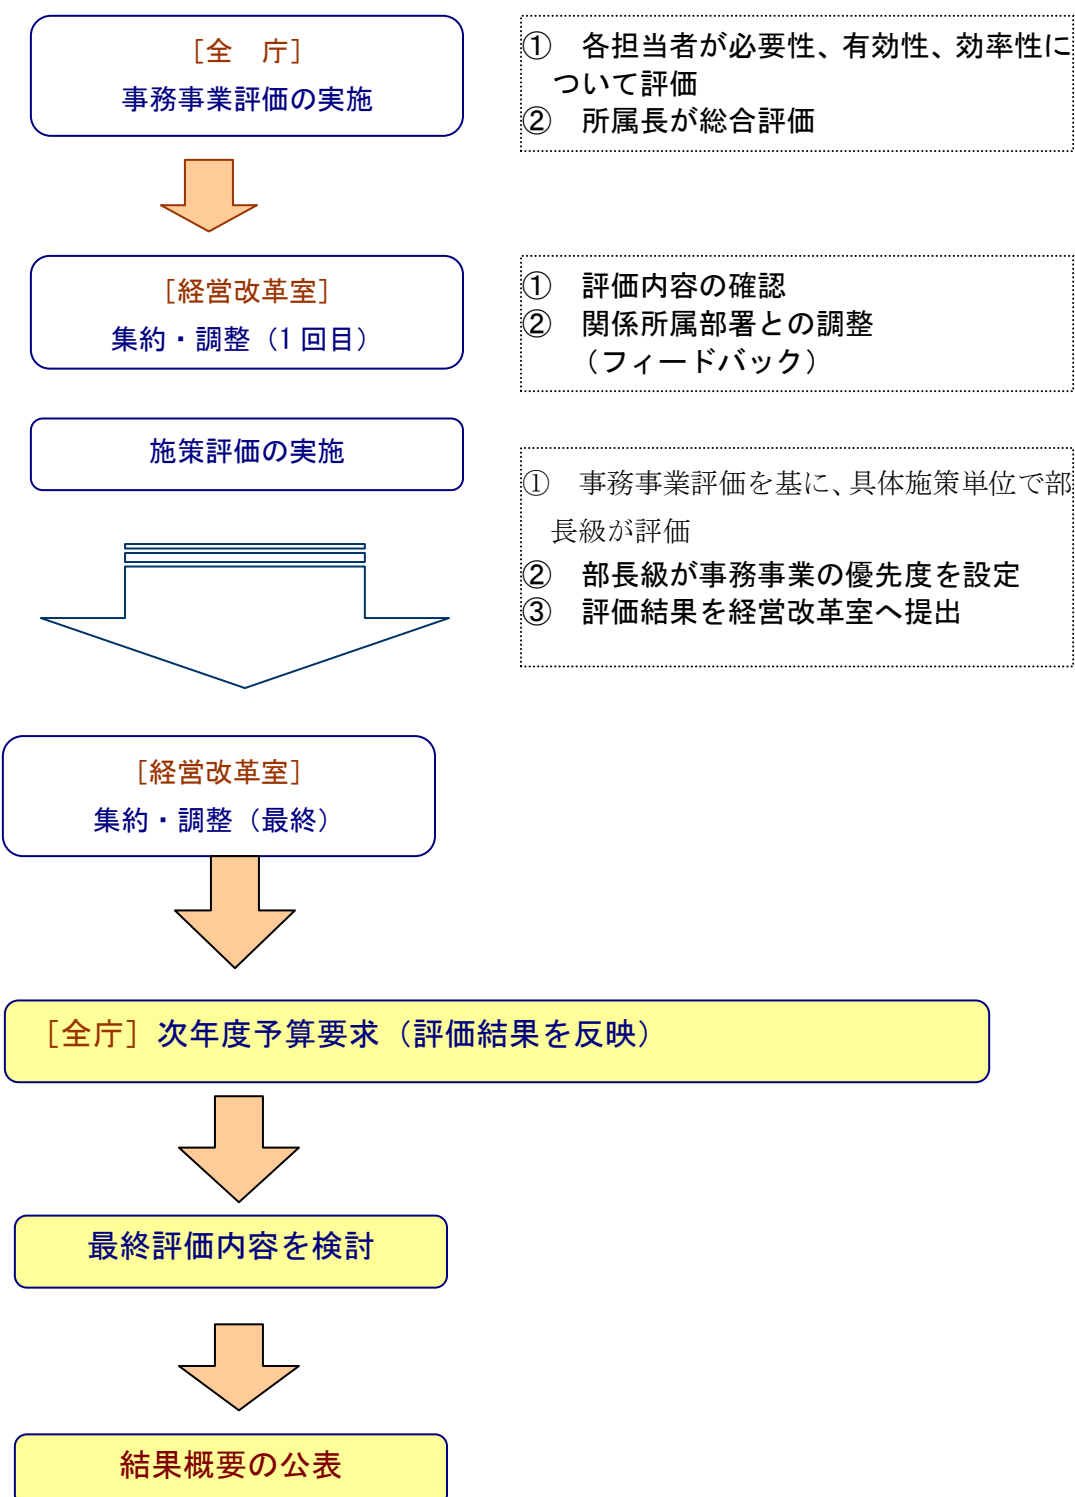 ［全　庁］
事務事業評価の実施
①　各担当者が必要性、有効性、効率性に
ついて評価
②　所属長が総合評価
［経営改革室］
集約・調整（1回目）
①　評価内容の確認
②　関係所属部署との調整
（フィードバック）
施策評価の実施
①　事務事業評価を基に、具体施策単位で部
長級が評価
②　部長級が事務事業の優先度を設定
③　評価結果を経営改革室へ提出
［経営改革室］
集約・調整（最終）
［全庁］次年度予算要求（評価結果を反映）
最終評価内容を検討
結果概要の公表